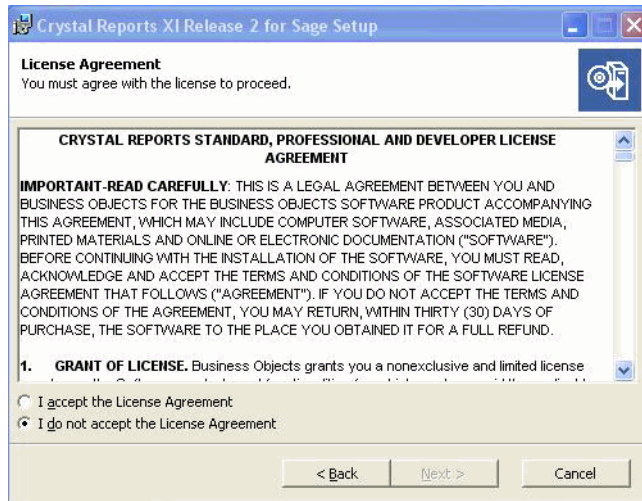 Crystal Reports XI Release 2 for Sage Setup
License Agreement
You must agree with the license to proceed.
CRYSTAL REPORTS STANDARD, PROFESSIONAL AND DEVELOPER LICENSE
AGREEMENT
IMPORTANT-READ CAREFULLY: THIS IS A LEGAL AGREEMENT BETWEEN YOU AND
BUSINESS OBJECTS FOR THE BUSINESS OBJECTS SOFTWARE PRODUCT ACCOMPANYING
THIS AGREEMENT, WHICH MAY INCLUDE COMPUTER SOFTWARE, ASSOCIATED MEDIA,
PRINTED MATERIALS AND ONLINE OR ELECTRONIC DOCUMENTATION ("SOFTWARE").
BEFORE CONTINUING WITH THE INSTALLATION OF THE SOFTWARE, YOU MUST READ,
ACKNOWLEDGE AND ACCEPT THE TERMS AND CONDITIONS OF THE SOFTWARE LICENSE
AGREEMENT THAT FOLLOWS ("AGREEMENT"). IF YOU DO NOT ACCEPT THE TERMS AND
CONDITIONS OF THE AGREEMENT, YOU MAY RETURN, WITHIN THIRTY (30) DAYS OF
PURCHASE, THE SOFTWARE TO THE PLACE YOU OBTAINED IT FOR A FULL REFUND.
1. GRANT OF LICENSE. Business Objects grants you a nonexclusive and limited license
I accept the License Agreement
I do not accept the License Agreement
< Back
Next >
Cancel